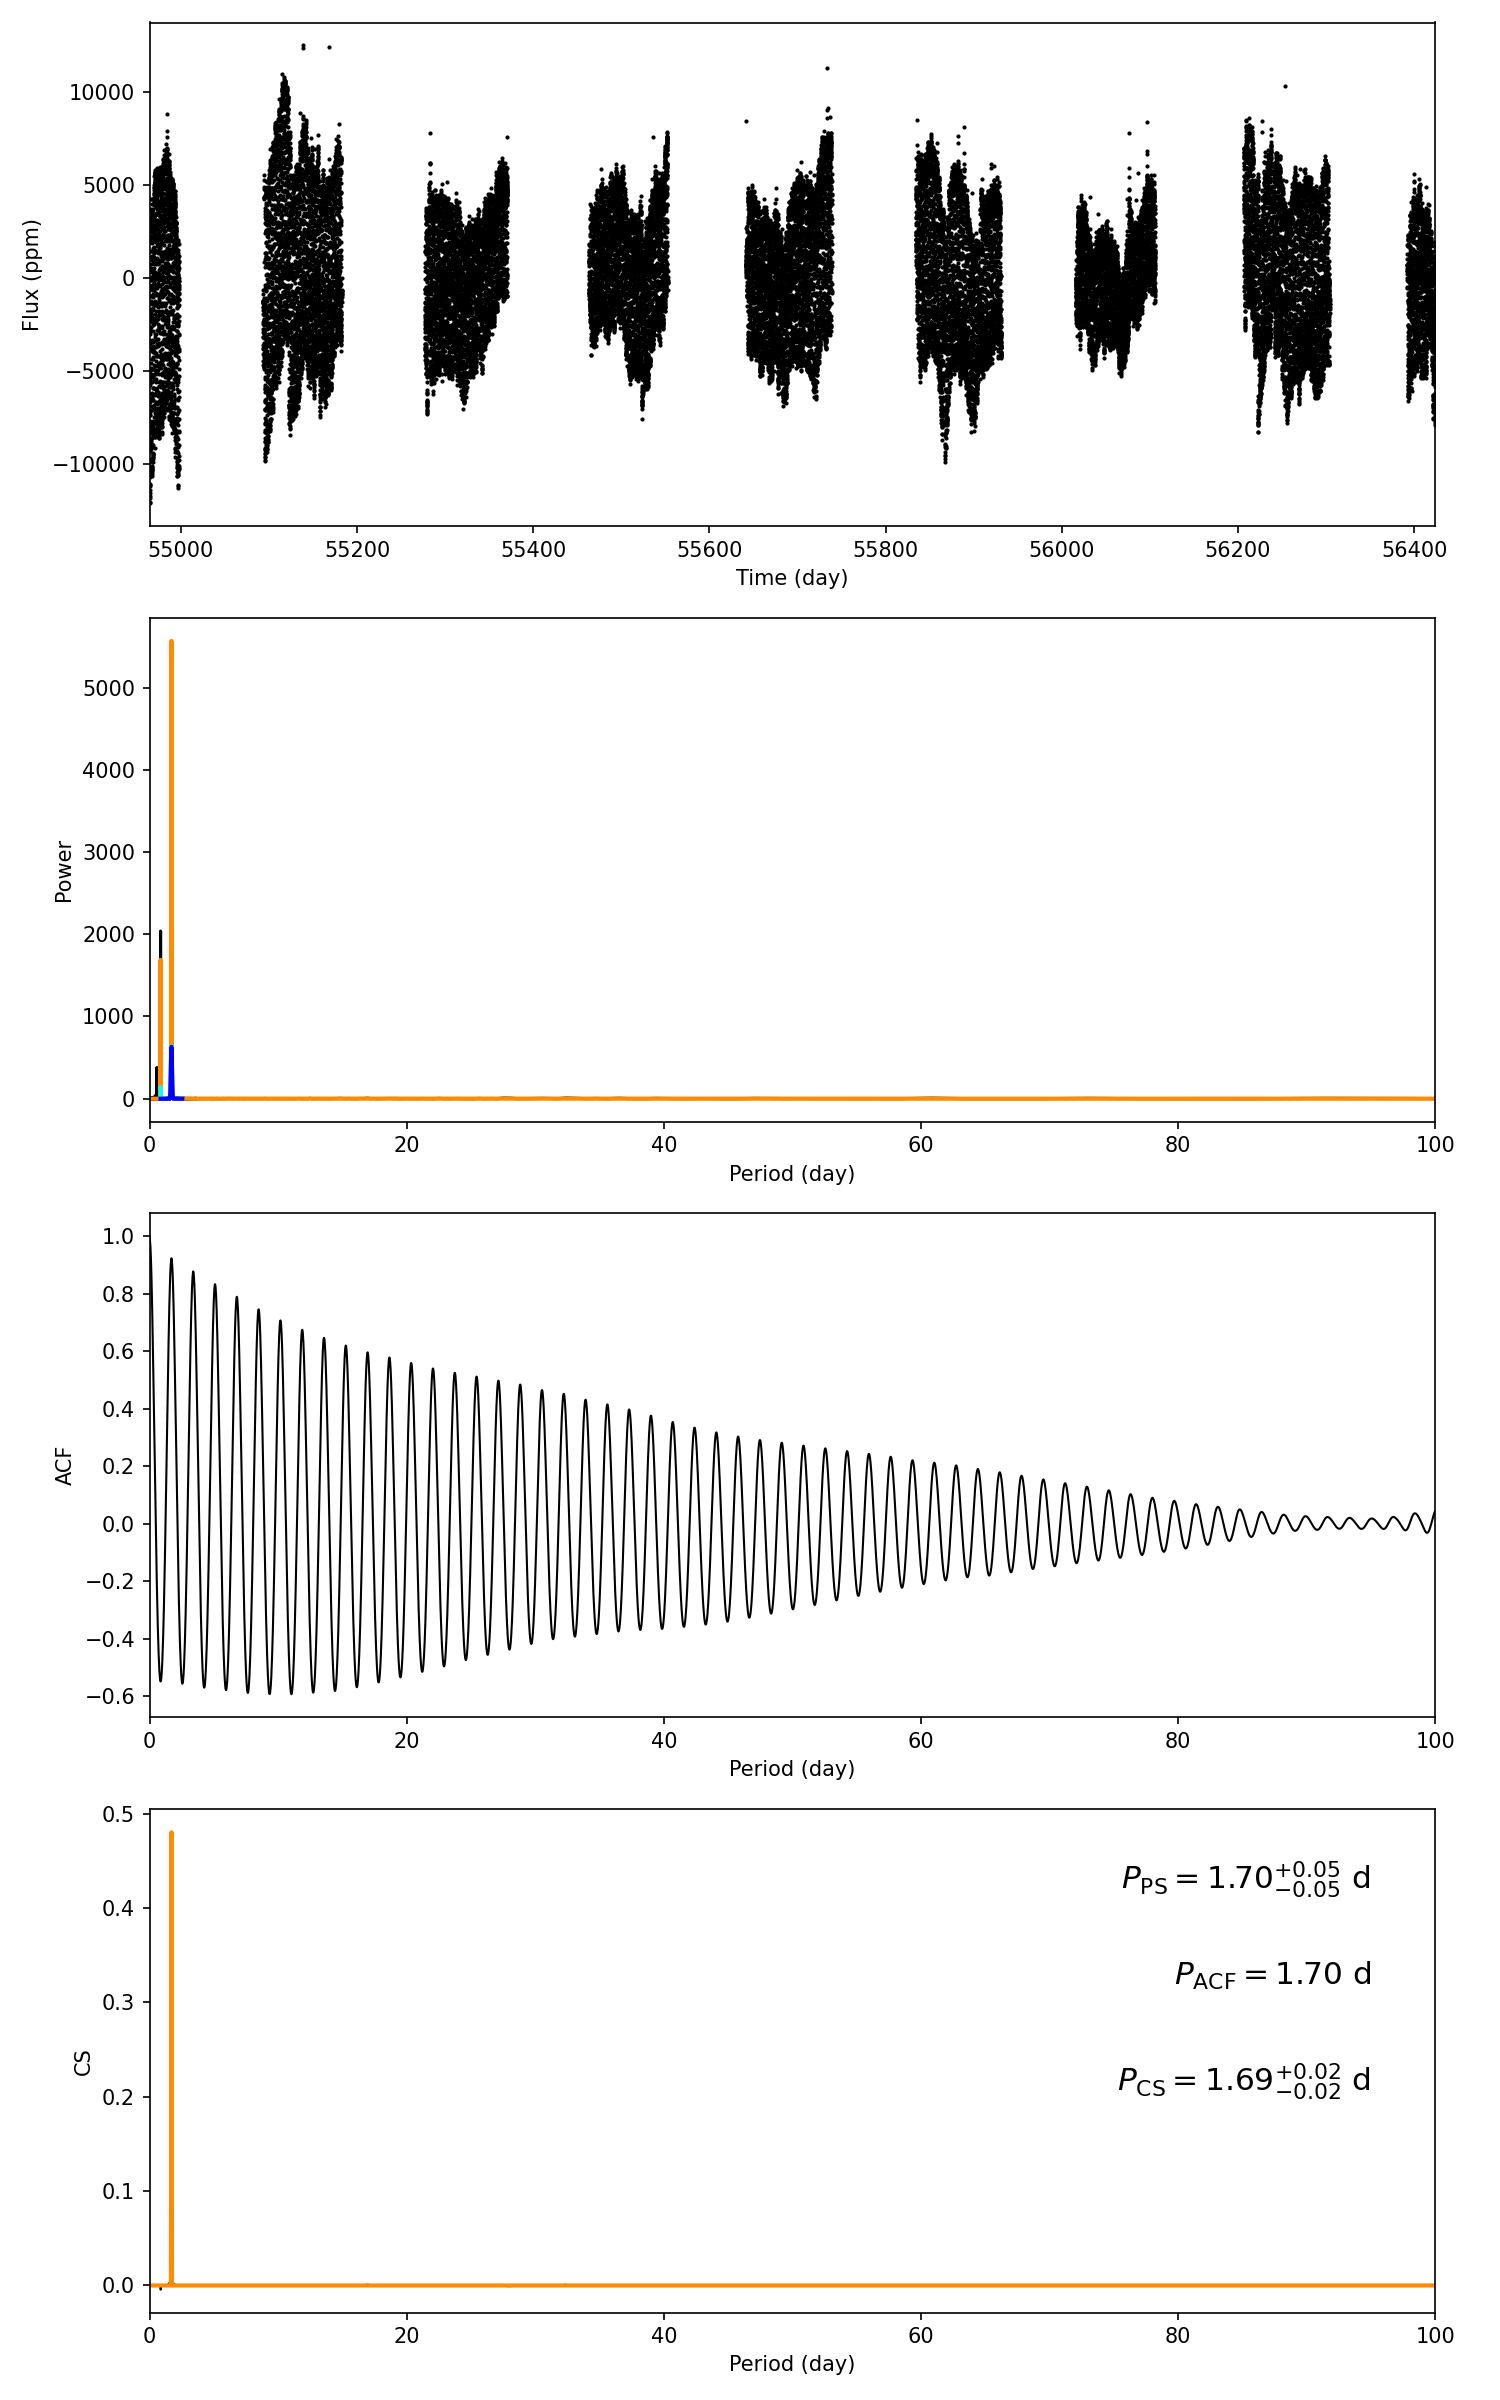 10000
5000
0
−5000
−10000
Flux (ppm)
55000 55200 55400 55600 55800 56000 56200 56400
Time (day)
5000
4000
3000
2000
1000
0
Power
0 20 40 60 80 100
Period (day)
1.0
0.8
0.6
0.4
0.2
0.0
−0.2
−0.4
−0.6
ACF
0 20 40 60 80 100
Period (day)
0.5
0.4
0.3
0.2
0.1
0.0
CS
P_PS = 1.70 +0.05 −0.05 d
P_ACF = 1.70 d
P_CS = 1.69 +0.02 −0.02 d
0 20 40 60 80 100
Period (day)